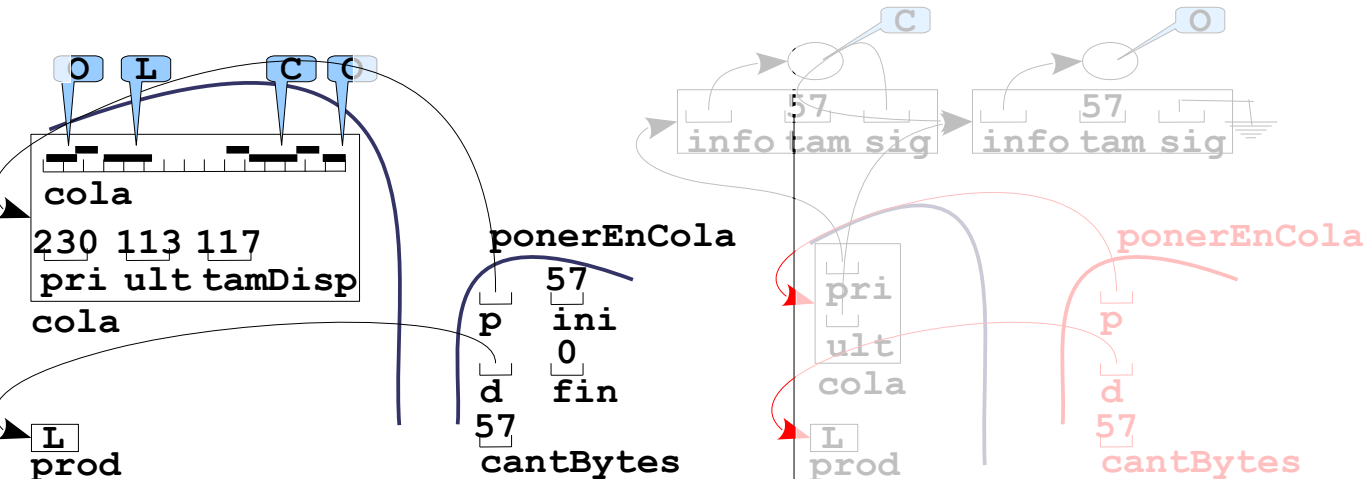 O L C O
cola
230 113 117
pri ult tamDisp
cola
ponerEnCola
57
p ini
0
d fin
57
cantBytes
L
prod
C O
57 57
info tam sig info tam sig
pri
ult
cola
ponerEnCola
p
d
57
cantBytes
L
prod